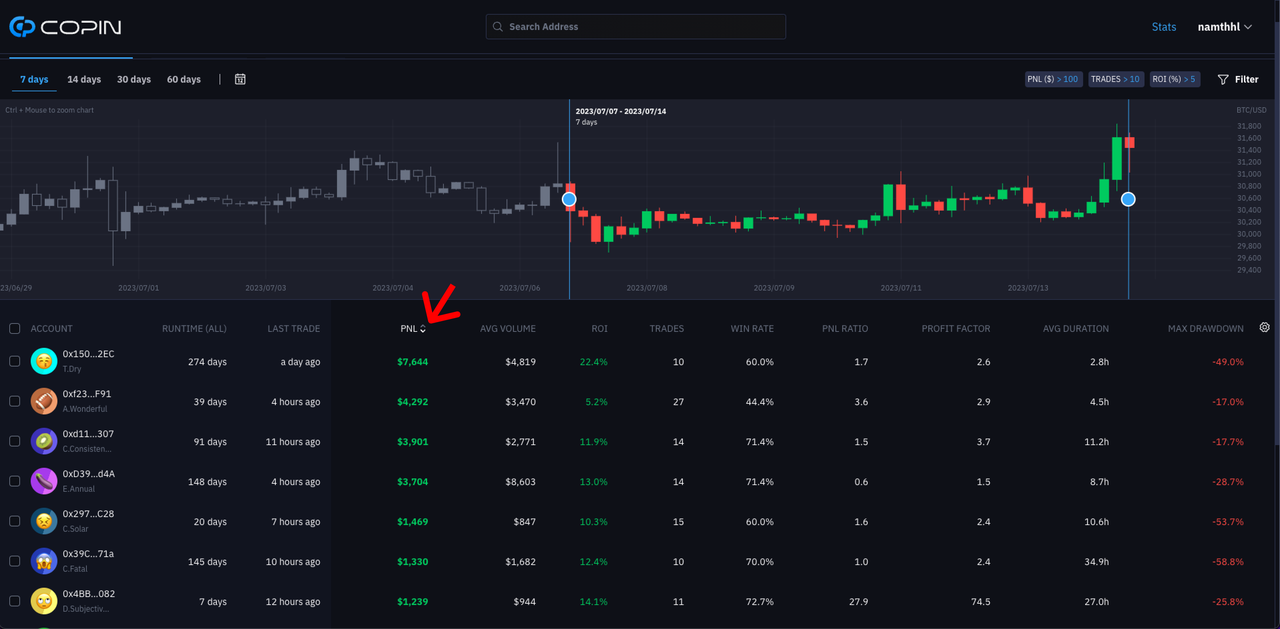 COPIN
Search Address
Stats
namthhl
7 days
14 days
30 days
60 days
PNL ($) > 100
TRADES > 10
ROI (%) > 5
Filter
Ctrl + Mouse to zoom chart
2023/07/07 - 2023/07/14
7 days
BTC/USD
31,800
31,600
31,400
31,200
31,000
30,800
30,600
30,400
30,200
30,000
29,800
29,600
29,400
23/06/29
2023/07/01
2023/07/03
2023/07/04
2023/07/06
2023/07/08
2023/07/09
2023/07/11
2023/07/13
ACCOUNT RUNTIME (ALL) LAST TRADE PNL AVG VOLUME ROI TRADES WIN RATE PNL RATIO PROFIT FACTOR AVG DURATION MAX DRAWDOWN
0x150...2EC
T.Dry
274 days a day ago $7,644 $4,819 22.4% 10 60.0% 1.7 2.6 2.8h -49.0%
0xf23...F91
A.Wonderful
39 days 4 hours ago $4,292 $3,470 5.2% 27 44.4% 3.6 2.9 4.5h -17.0%
0xd11...307
C.Consisten...
91 days 11 hours ago $3,901 $2,771 11.9% 14 71.4% 1.5 3.7 11.2h -17.7%
0xD39...d4A
E.Annual
148 days 4 hours ago $3,704 $8,603 13.0% 14 71.4% 0.6 1.5 8.7h -28.7%
0x297...C28
C.Solar
20 days 7 hours ago $1,469 $847 10.3% 15 60.0% 1.6 2.4 10.6h -53.7%
0x39C...71a
C.Fatal
145 days 10 hours ago $1,330 $1,682 12.4% 10 70.0% 1.0 2.4 34.9h -58.8%
0x4BB...082
D.Subjectiv...
7 days 12 hours ago $1,239 $944 14.1% 11 72.7% 27.9 74.5 27.0h -25.8%